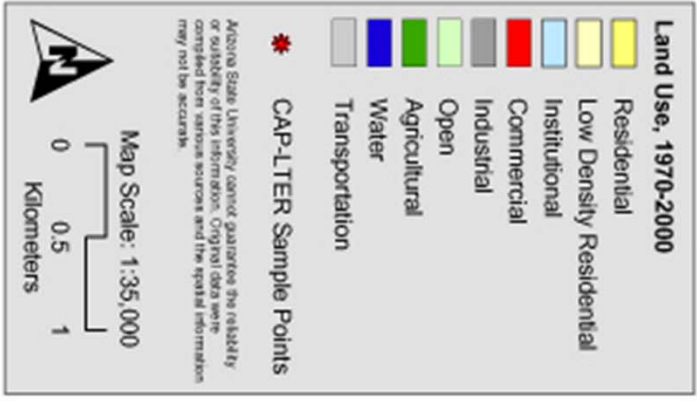 Land Use, 1970-2000
Residential
Low Density Residential
Institutional
Commercial
Industrial
Open
Agricultural
Water
Transportation
CAP-LTER Sample Points
Arizona State University cannot guarantee the reliability
or suitability of this information. Original data were
compiled from various sources and the spatial information
may not be accurate.
Map Scale: 1:35,000
0 0.5 1
Kilometers
N